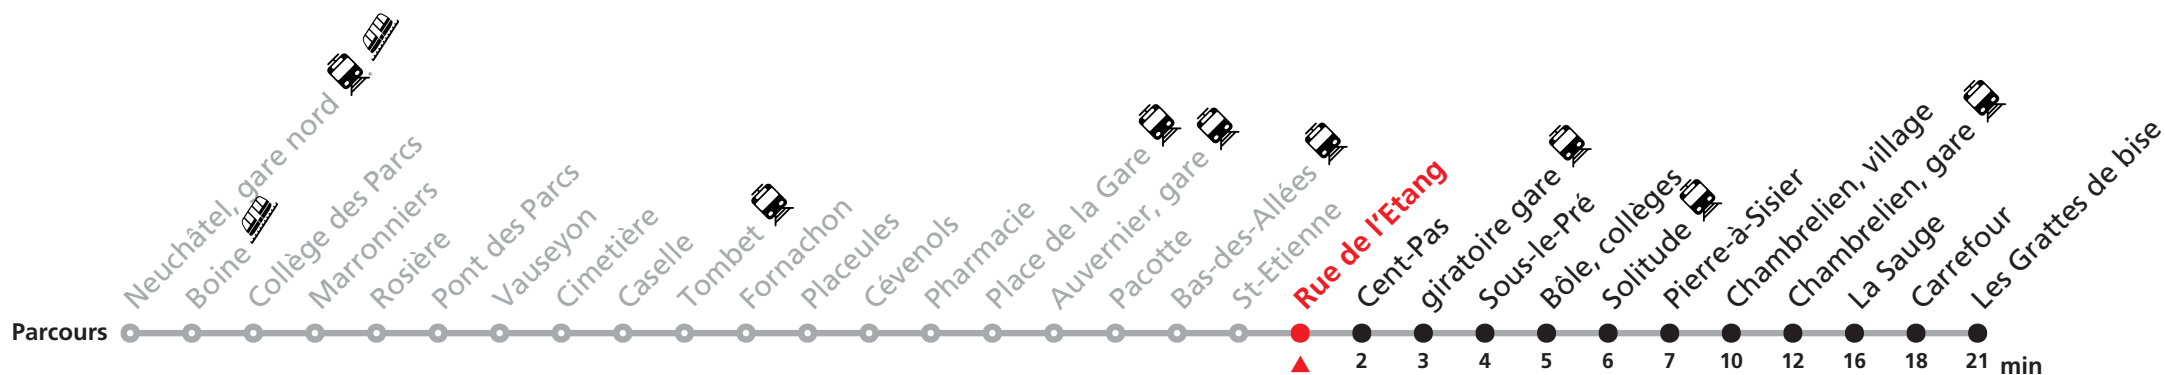 Neuchâtel, gare nord
Boine
Collège des Parcs
Marronniers
Rosière
Pont des Parcs
Vauseyon
Cimetière
Caselle
Tombet
Fornachon
Placeules
Cévenols
Pharmacie
Place de la Gare
Auvernier, gare
Pacotte
Bas-des-Allées
St-Etienne
Rue de l'Etang
Cent-Pas
giratoire gare
Sous-le-Pré
Bôle, collèges
Solitude
Pierre-à-Sisier
Chambrelien, village
Chambrelien, gare
La Sauge
Carrefour
Les Grattes de bise
Parcours
2 3 4 5 6 7 10 12 16 18 21 min